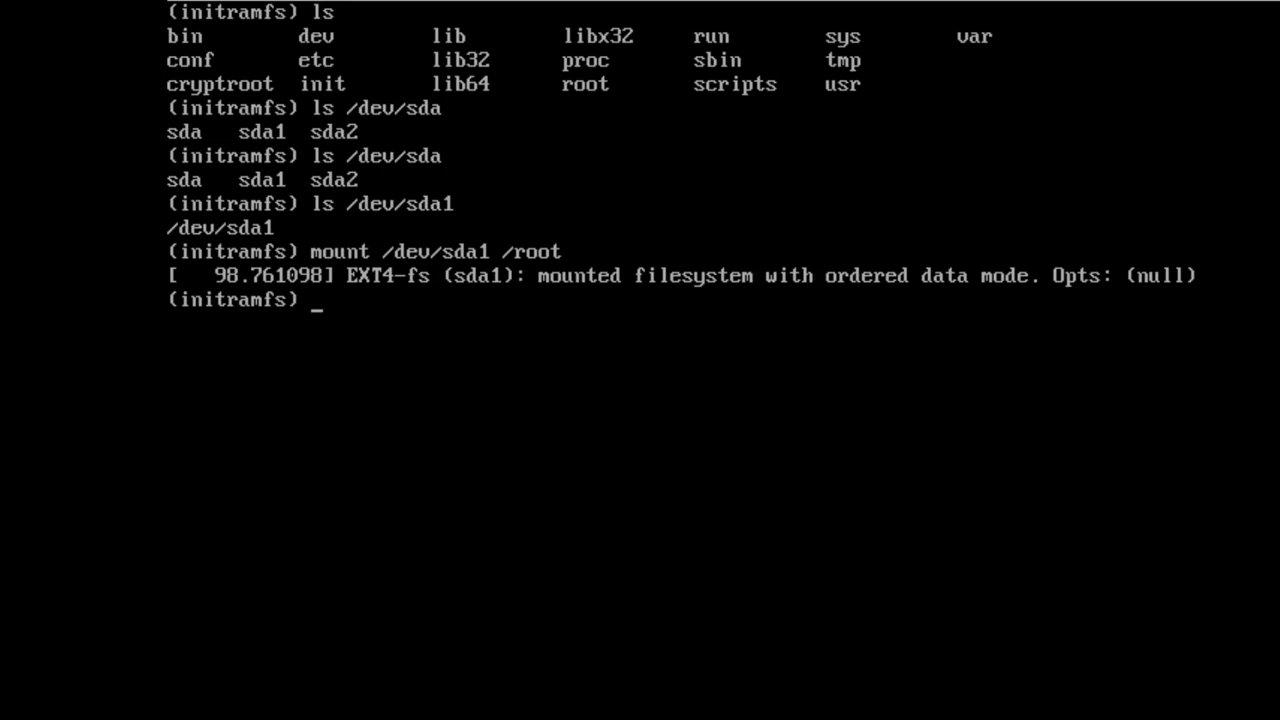 (initramfs) ls
bin dev lib libx32 run sys var
conf etc lib32 proc sbin tmp
cryptroot init lib64 root scripts usr
(initramfs) ls /dev/sda
sda sda1 sda2
(initramfs) ls /dev/sda
sda sda1 sda2
(initramfs) ls /dev/sda1
/dev/sda1
(initramfs) mount /dev/sda1 /root
[ 98.761098] EXT4-fs (sda1): mounted filesystem with ordered data mode. Opts: (null)
(initramfs) _